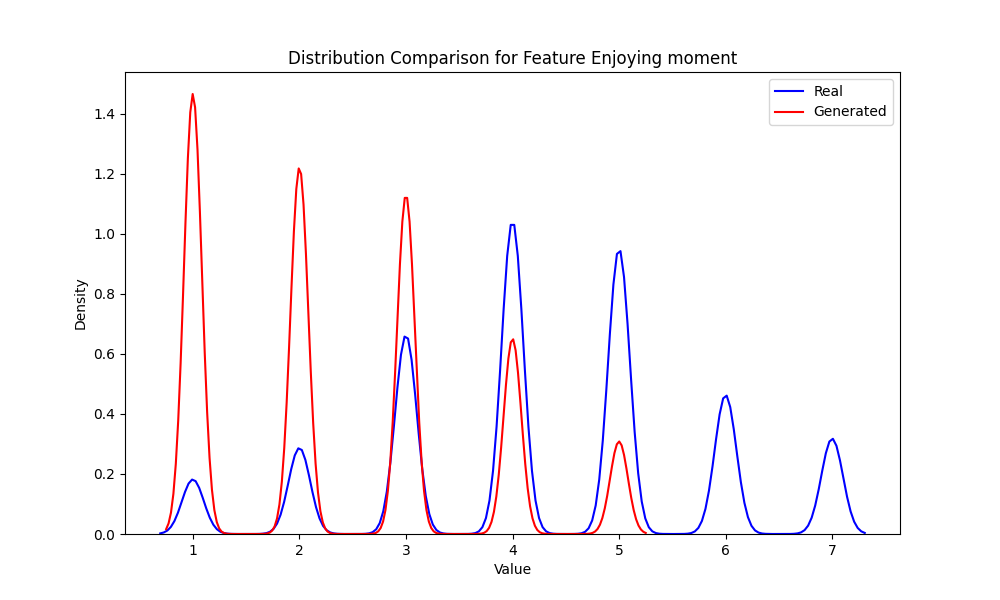 Distribution Comparison for Feature Enjoying moment
Real
Generated
Density
1.4
1.2
1.0
0.8
0.6
0.4
0.2
0.0
1 2 3 4 5 6 7
Value